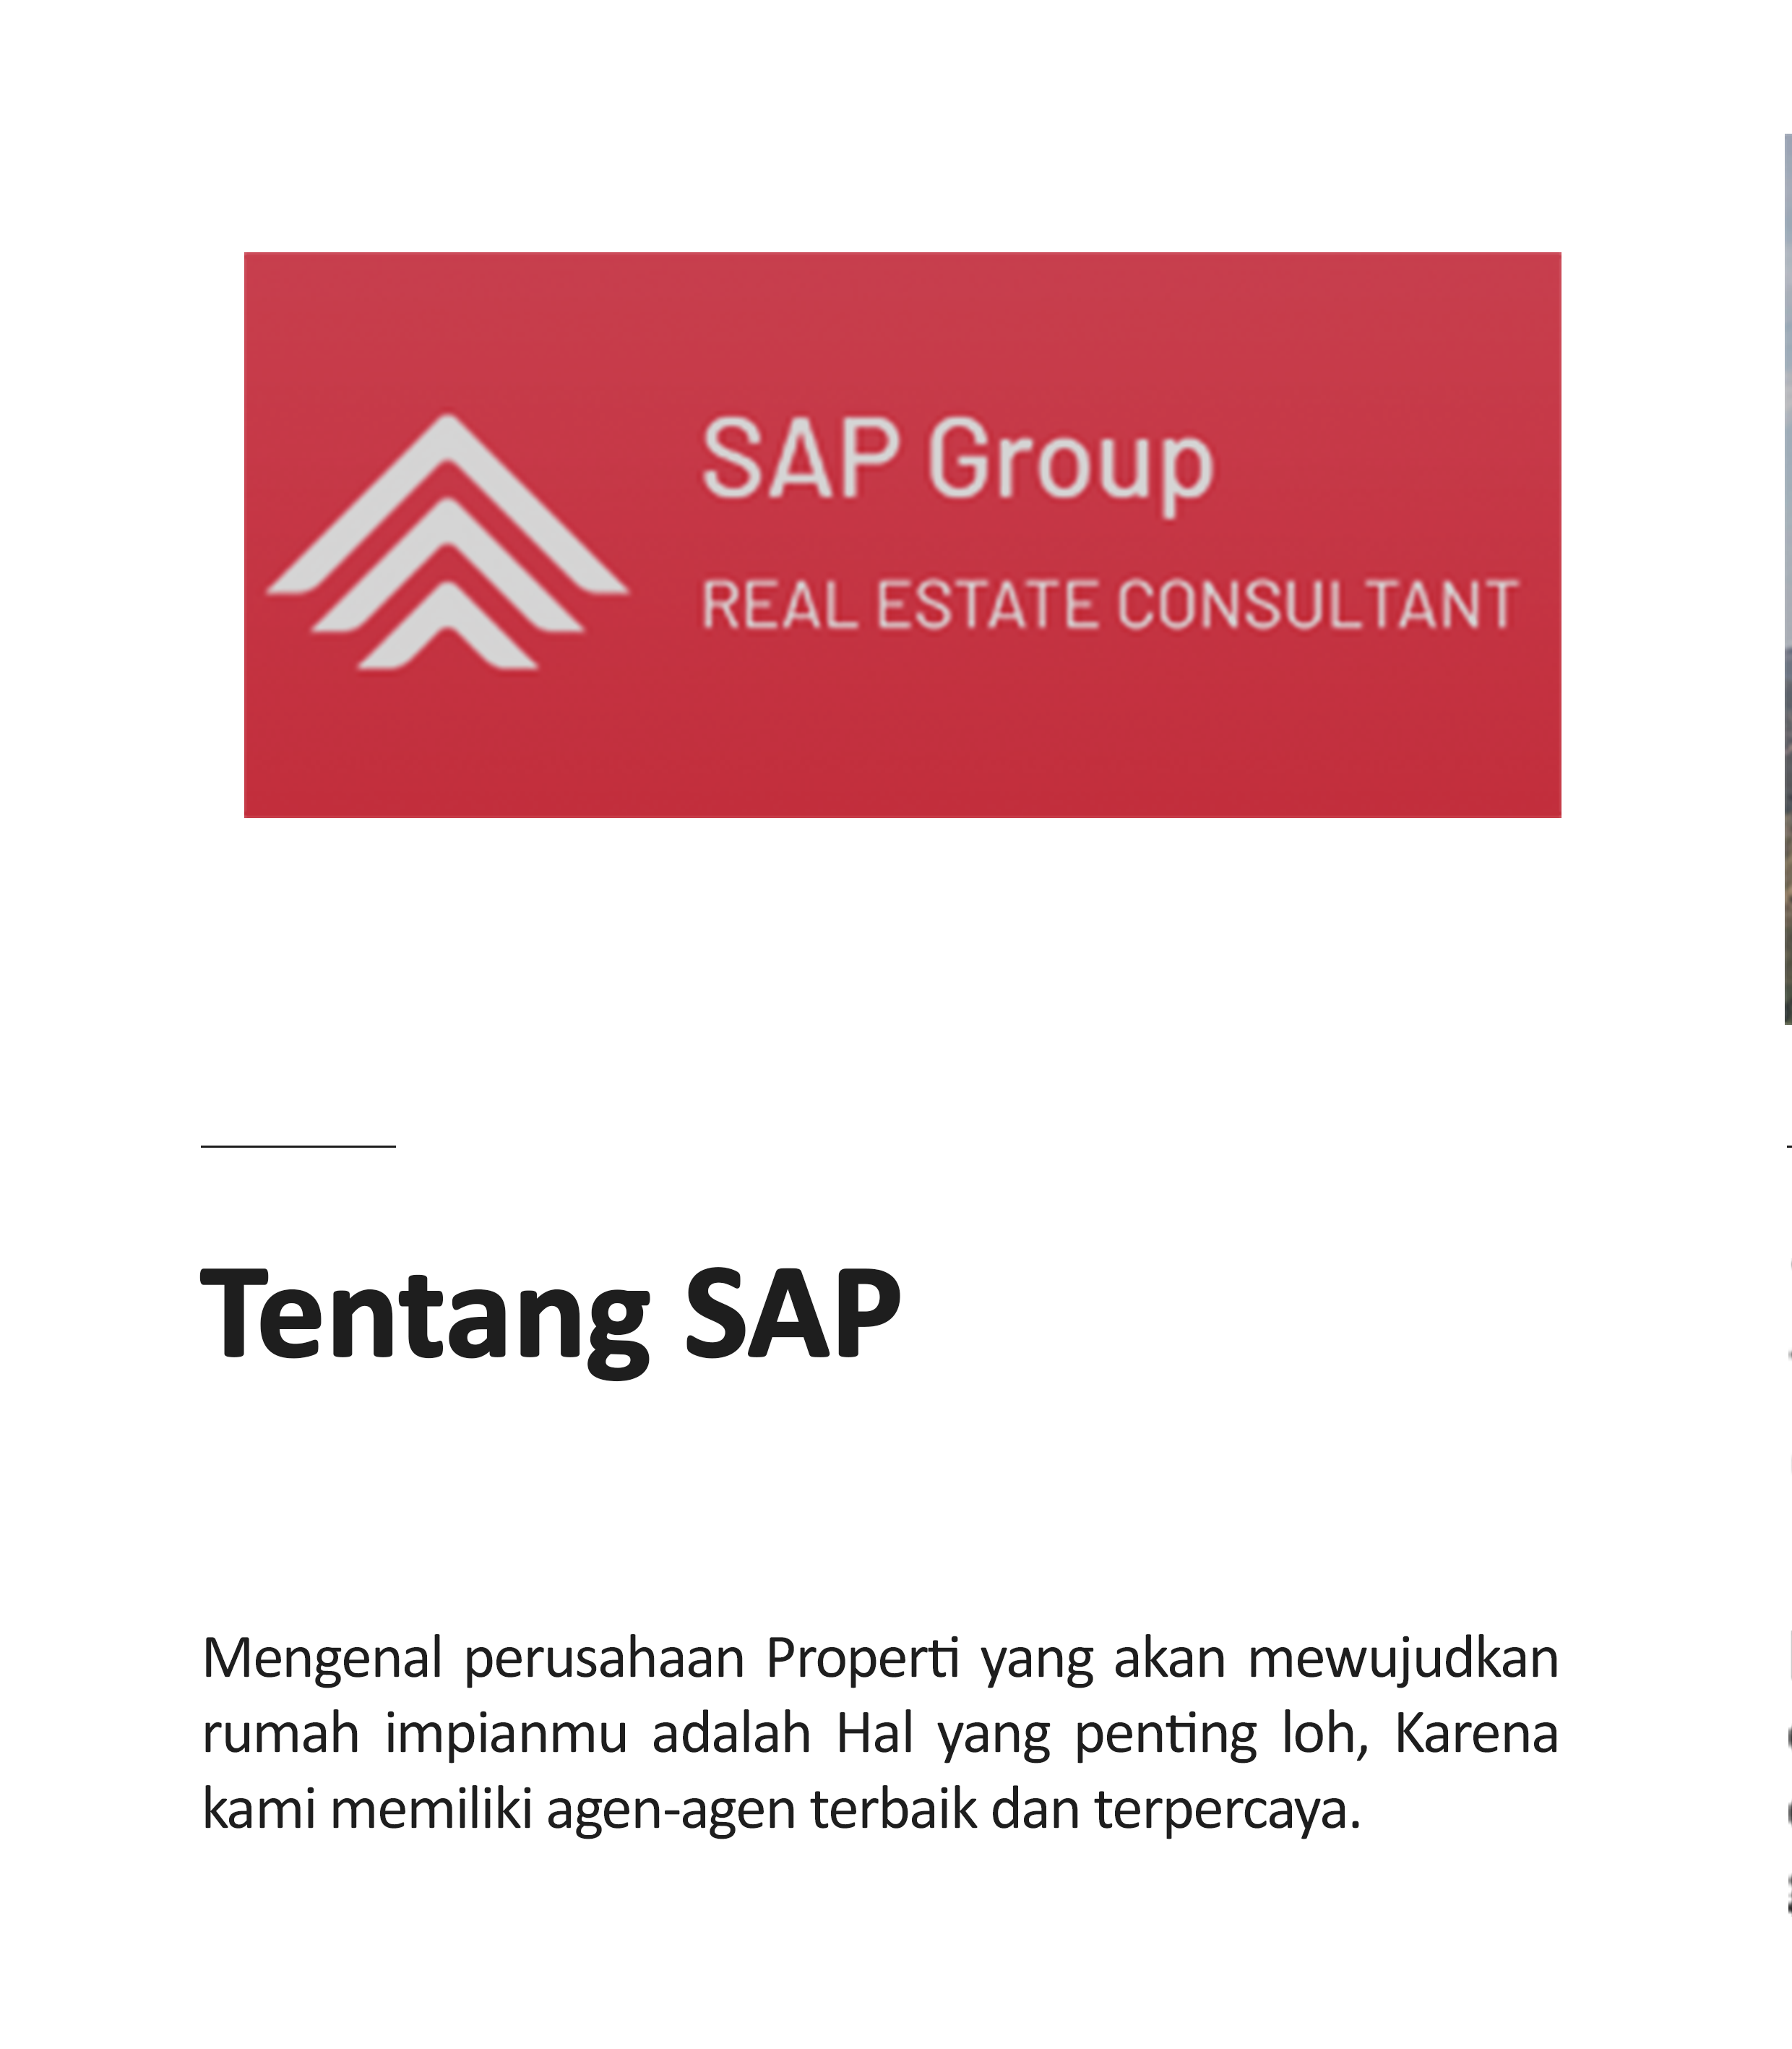 SAP Group
REAL ESTATE CONSULTANT
Tentang SAP
Mengenal perusahaan Properti yang akan mewujudkan
rumah impianmu adalah Hal yang penting loh, Karena
kami memiliki agen-agen terbaik dan terpercaya.